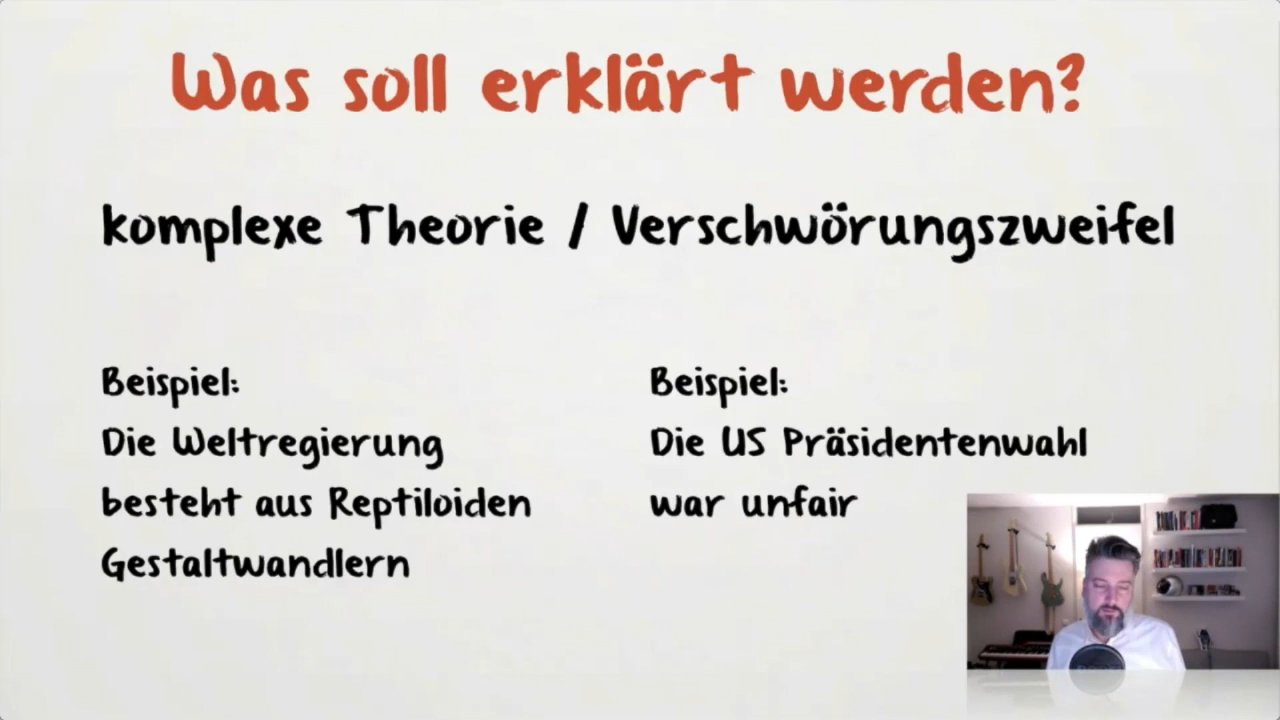 Was soll erklärt werden?
komplexe Theorie / Verschwörungszweifel
Beispiel:
Die Weltregierung
besteht aus Reptiloiden
Gestaltwandlern
Beispiel:
Die US Präsidentenwahl
war unfair